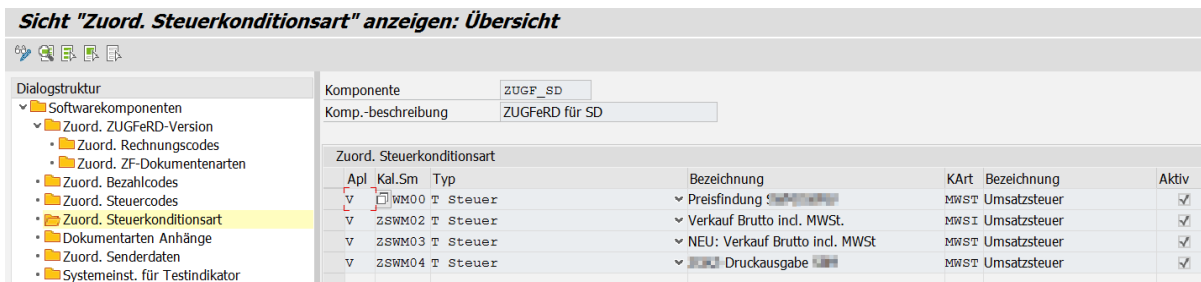 Sicht "Zuord. Steuerkonditionsart" anzeigen: Übersicht
Dialogstruktur
Softwarekomponenten
Zuord. ZUGFeRD-Version
Zuord. Rechnungscodes
Zuord. ZF-Dokumentenarten
Zuord. Bezahlcodes
Zuord. Steuercodes
Zuord. Steuerkonditionsart
Dokumentarten Anhänge
Zuord. Senderdaten
Systemeinst. für Testindikator
Komponente ZUGF_SD
Komp.-beschreibung ZUGFeRD für SD
Zuord. Steuerkonditionsart
Apl Kal.Sm Typ Bezeichnung KArt Bezeichnung Aktiv
V WM00 T Steuer Preisfindung MWST Umsatzsteuer
V ZSWM02 T Steuer Verkauf Brutto incl. MWSt. MWSI Umsatzsteuer
V ZSWM03 T Steuer NEU: Verkauf Brutto incl. MWSt MWSI Umsatzsteuer
V ZSWM04 T Steuer -Druckausgabe MWST Umsatzsteuer